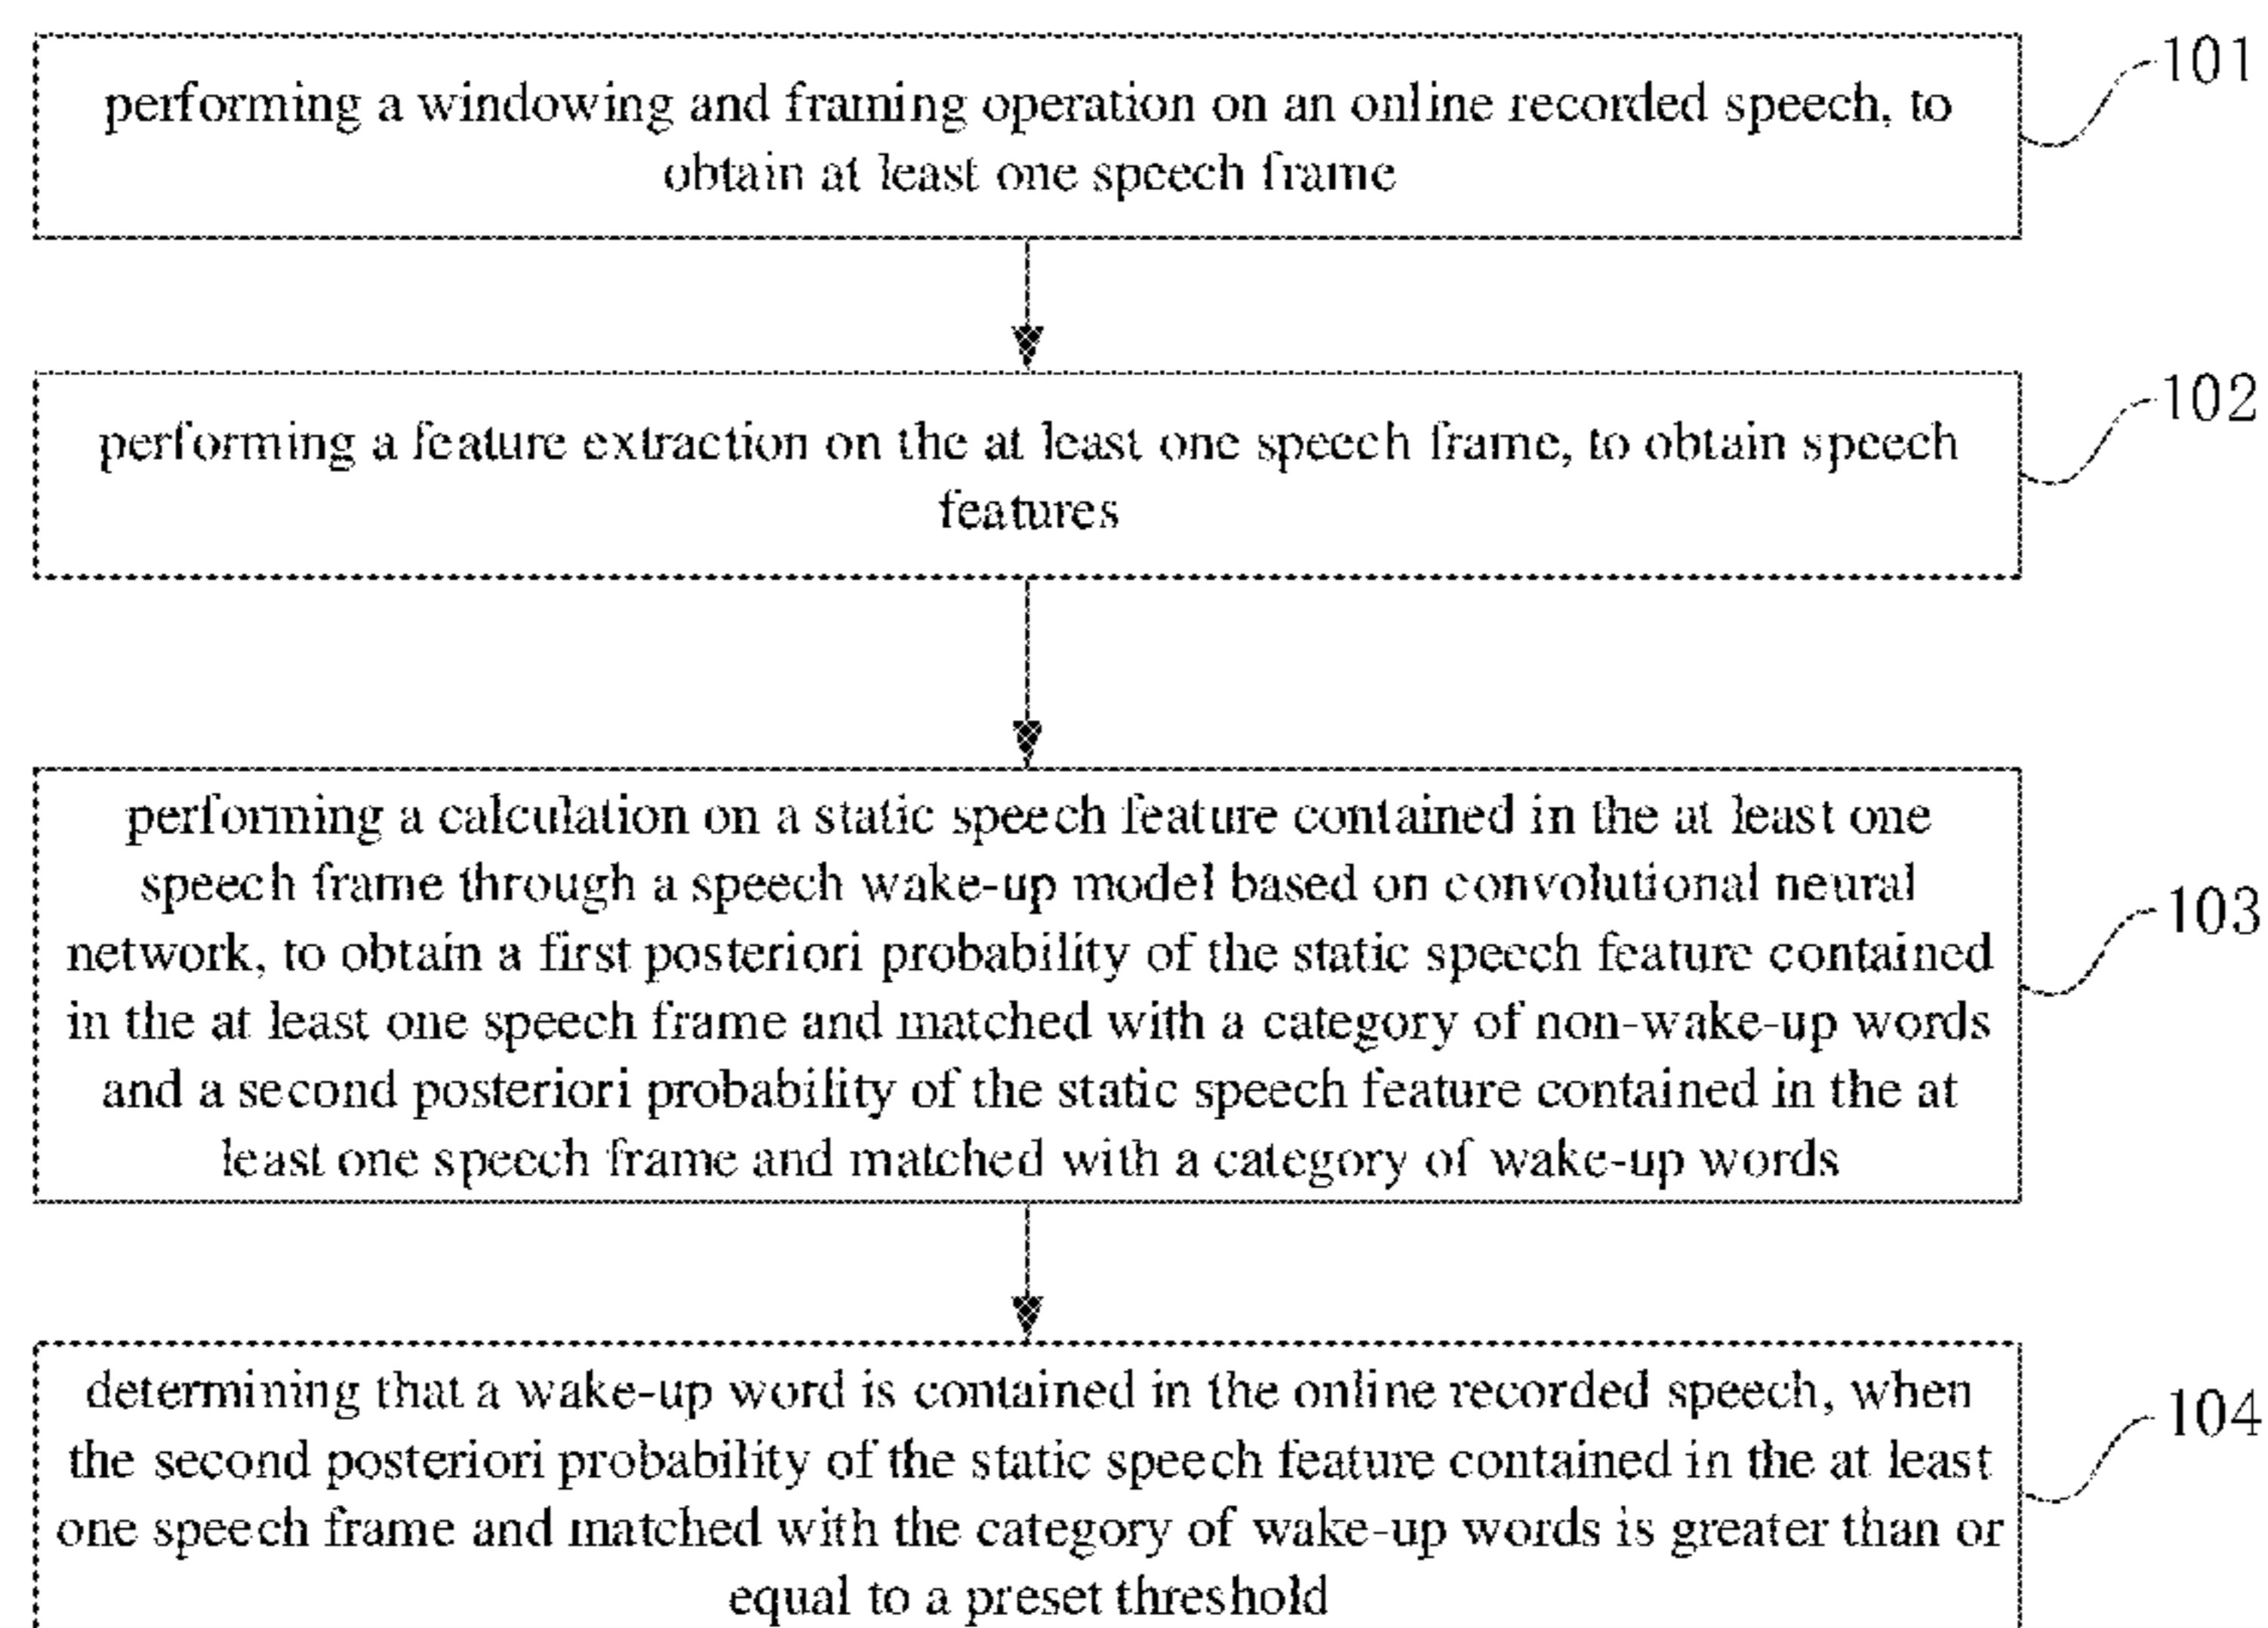 performing a windowing and framing operation on an online recorded speech, to
obtain at least one speech frame
101
performing a feature extraction on the at least one speech frame, to obtain speech
features
102
performing a calculation on a static speech feature contained in the at least one
speech frame through a speech wake-up model based on convolutional neural
network, to obtain a first posteriori probability of the static speech feature contained
in the at least one speech frame and matched with a category of non-wake-up words
and a second posteriori probability of the static speech feature contained in the at
least one speech frame and matched with a category of wake-up words
103
determining that a wake-up word is contained in the online recorded speech, when
the second posteriori probability of the static speech feature contained in the at least
one speech frame and matched with the category of wake-up words is greater than or
equal to a preset threshold
104